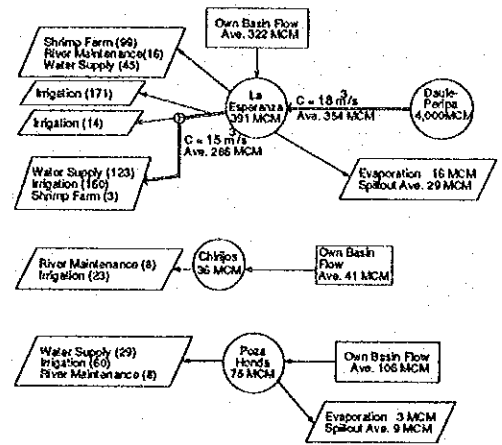 Own Basin Flow
Ave. 322 MCM
Shrimp Farm (99)
River Maintenance (16)
Water Supply (45)
Irrigation (171)
Irrigation (14)
La
Esperanza
391 MCM
C = 18 m³/s
Ave. 354 MCM
Daule-
Peripa
4,000MCM
C = 15 m³/s
Ave. 286 MCM
Water Supply (123)
Irrigation (160)
Shrimp Farm (3)
Evaporation 16 MCM
Spillout Ave. 29 MCM
River Maintenance (8)
Irrigation (23)
Chirijos
36 MCM
Own Basin
Flow
Ave. 41 MCM
Water Supply (29)
Irrigation (60)
River Maintenance (8)
Poza
Honda
75 MCM
Own Basin Flow
Ave. 106 MCM
Evaporation 3 MCM
Spillout Ave. 9 MCM